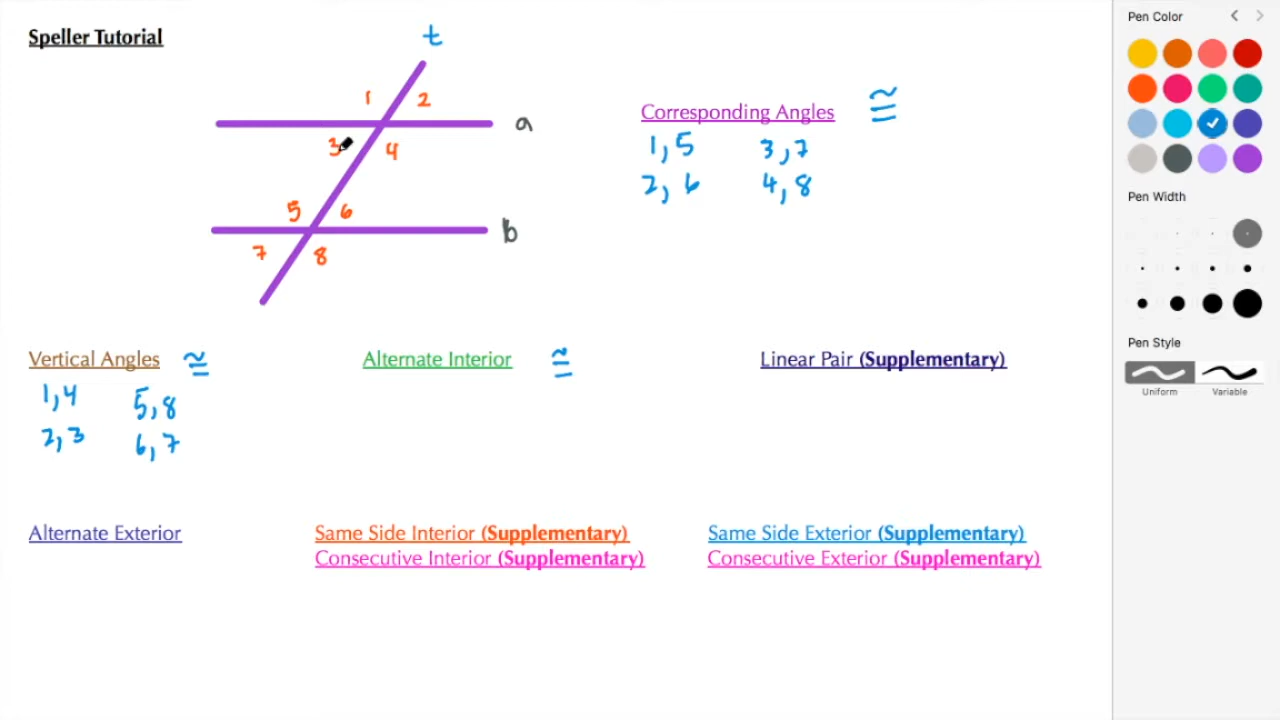 Speller Tutorial
t
1 2
a
3 4
5 6
b
7 8
Corresponding Angles ≅
1,5 3,7
2,6 4,8
Vertical Angles ≅
1,4 5,8
2,3 6,7
Alternate Interior ≅
Linear Pair (Supplementary)
Alternate Exterior
Same Side Interior (Supplementary)
Consecutive Interior (Supplementary)
Same Side Exterior (Supplementary)
Consecutive Exterior (Supplementary)
Pen Color
Pen Width
Pen Style
Uniform Variable